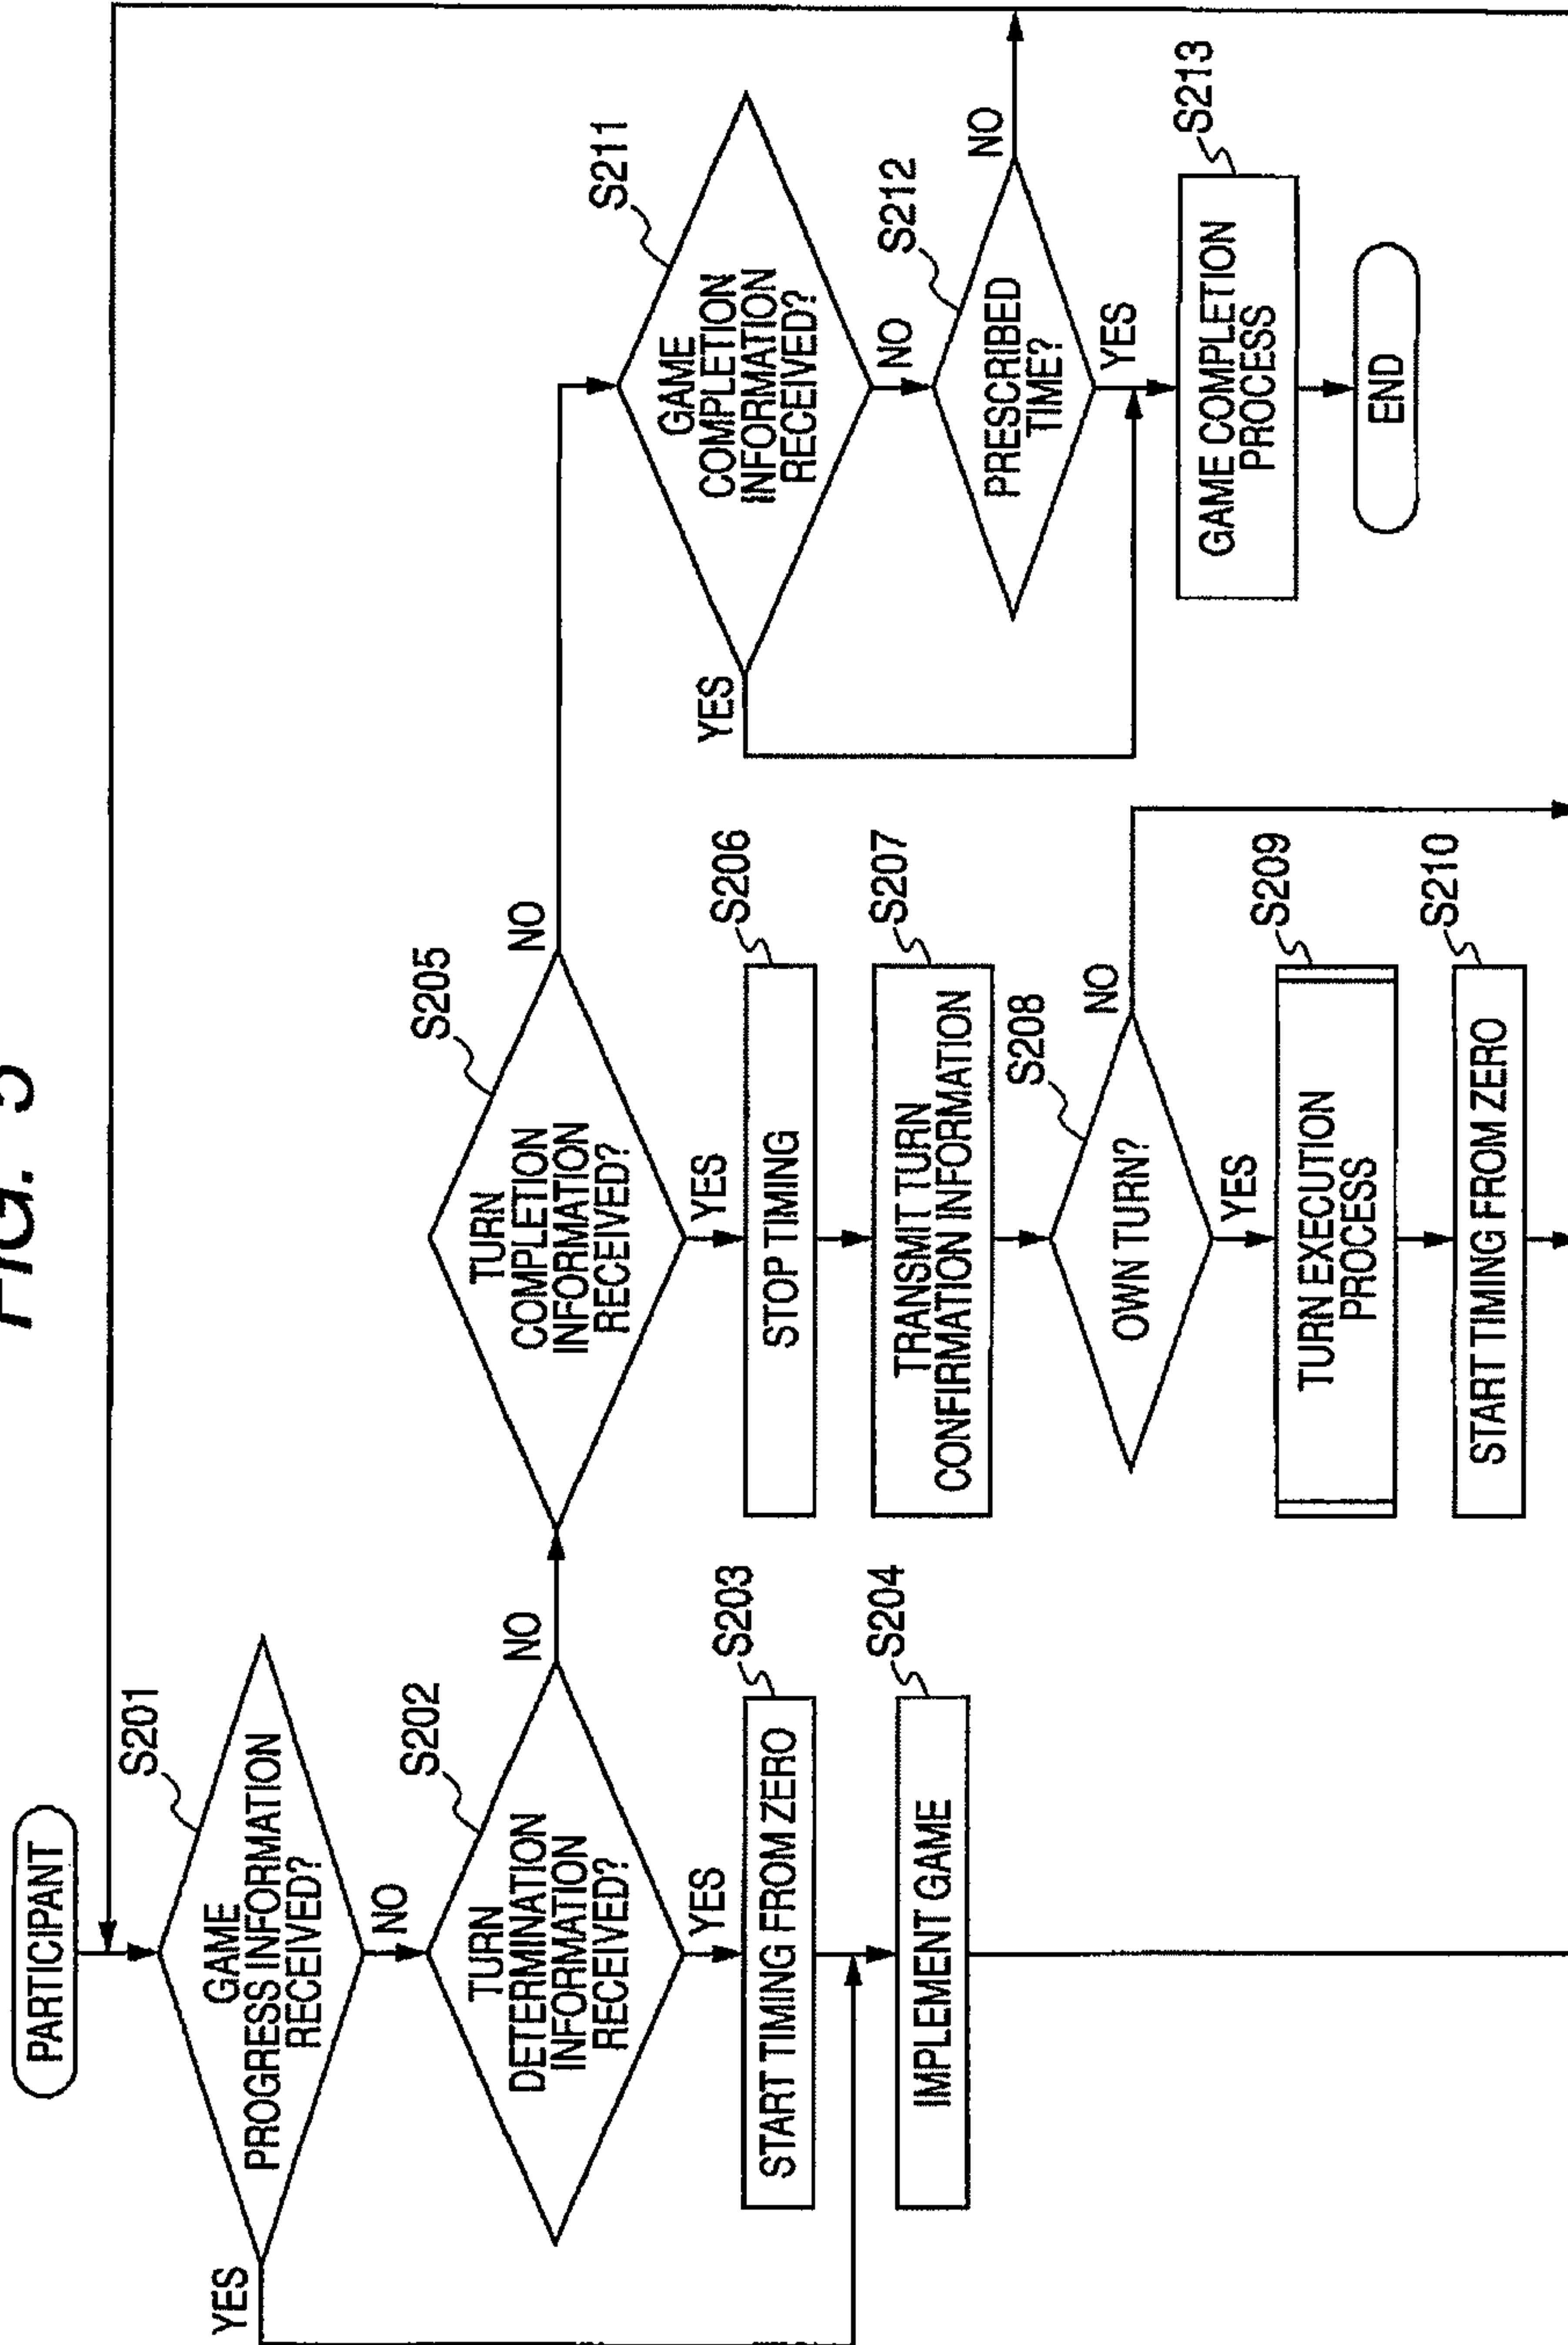 FIG. 5
PARTICIPANT
S201
GAME
PROGRESS INFORMATION
RECEIVED?
YES
NO
S202
TURN
DETERMINATION
INFORMATION
RECEIVED?
NO
YES
S203
START TIMING FROM ZERO
S204
IMPLEMENT GAME
S205
TURN
COMPLETION
INFORMATION
RECEIVED?
NO
YES
S206
STOP TIMING
S207
TRANSMIT TURN
CONFIRMATION INFORMATION
S208
OWN TURN?
NO
YES
S209
TURN EXECUTION
PROCESS
S210
START TIMING FROM ZERO
S211
GAME
COMPLETION
INFORMATION
RECEIVED?
YES
NO
S212
PRESCRIBED
TIME?
NO
YES
S213
GAME COMPLETION
PROCESS
END